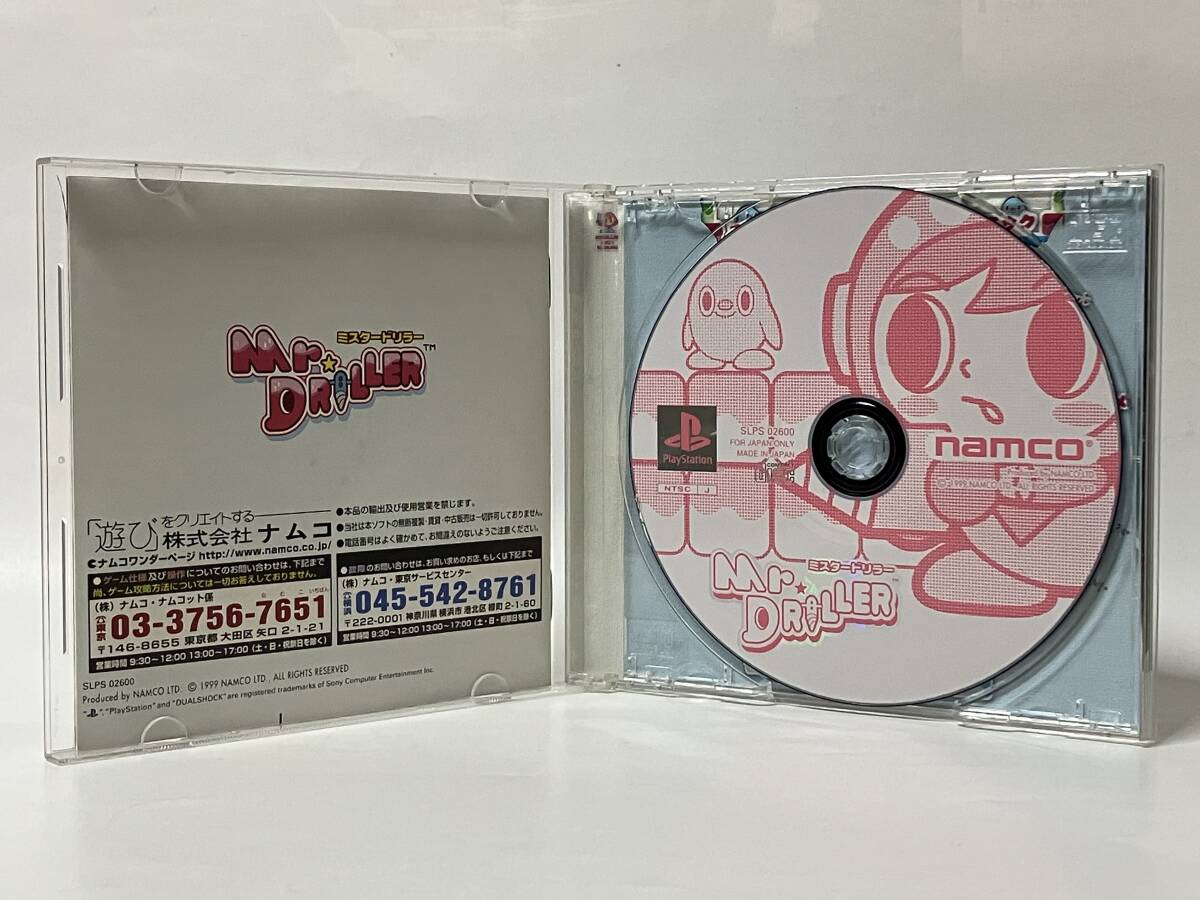 ミスタードリラー
Mr. DRILLER™
「遊び」をクリエイトする
株式会社 ナムコ
ナムコワンダーページ http://www.namco.co.jp/
●本品の輸出及び使用営業を禁じます。
●当社は本ソフトの無断複製・賃貸・中古販売は一切許可しておりません。
●電話番号はよく確かめて、お間違えのないようご注意ください。
●ゲーム仕様及び操作についてのお問い合わせは、下記まで
尚、ゲーム攻略方法については一切お答えしておりません。
(株) ナムコ・ナムコット係
なむこ いちばん
東京 03-3756-7651
〒146-8655 東京都 大田区 矢口 2-1-21
営業時間 9:30〜12:00 13:00〜17:00 (土・日・祝祭日を除く)
●故障のお問い合わせは、お買い求めのお店、もしくは下記まで
(株) ナムコ・東京サービスセンター
横浜 045-542-8761
〒222-0001 神奈川県 横浜市 港北区 樽町 2-1-60
営業時間 9:30〜12:00 13:00〜17:00 (土・日・祝祭日を除く)
SLPS 02600
Produced by NAMCO LTD. © 1999 NAMCO LTD., ALL RIGHTS RESERVED
"PlayStation" and "DUALSHOCK" are registered trademarks of Sony Computer Entertainment Inc.
PlayStation
SLPS 02600
FOR JAPAN ONLY
MADE IN JAPAN
NTSC J
namco®
by NAMCO LTD.
© 1999 NAMCO LTD., ALL RIGHTS RESERVED
ミスタードリラー
Mr. DRILLER